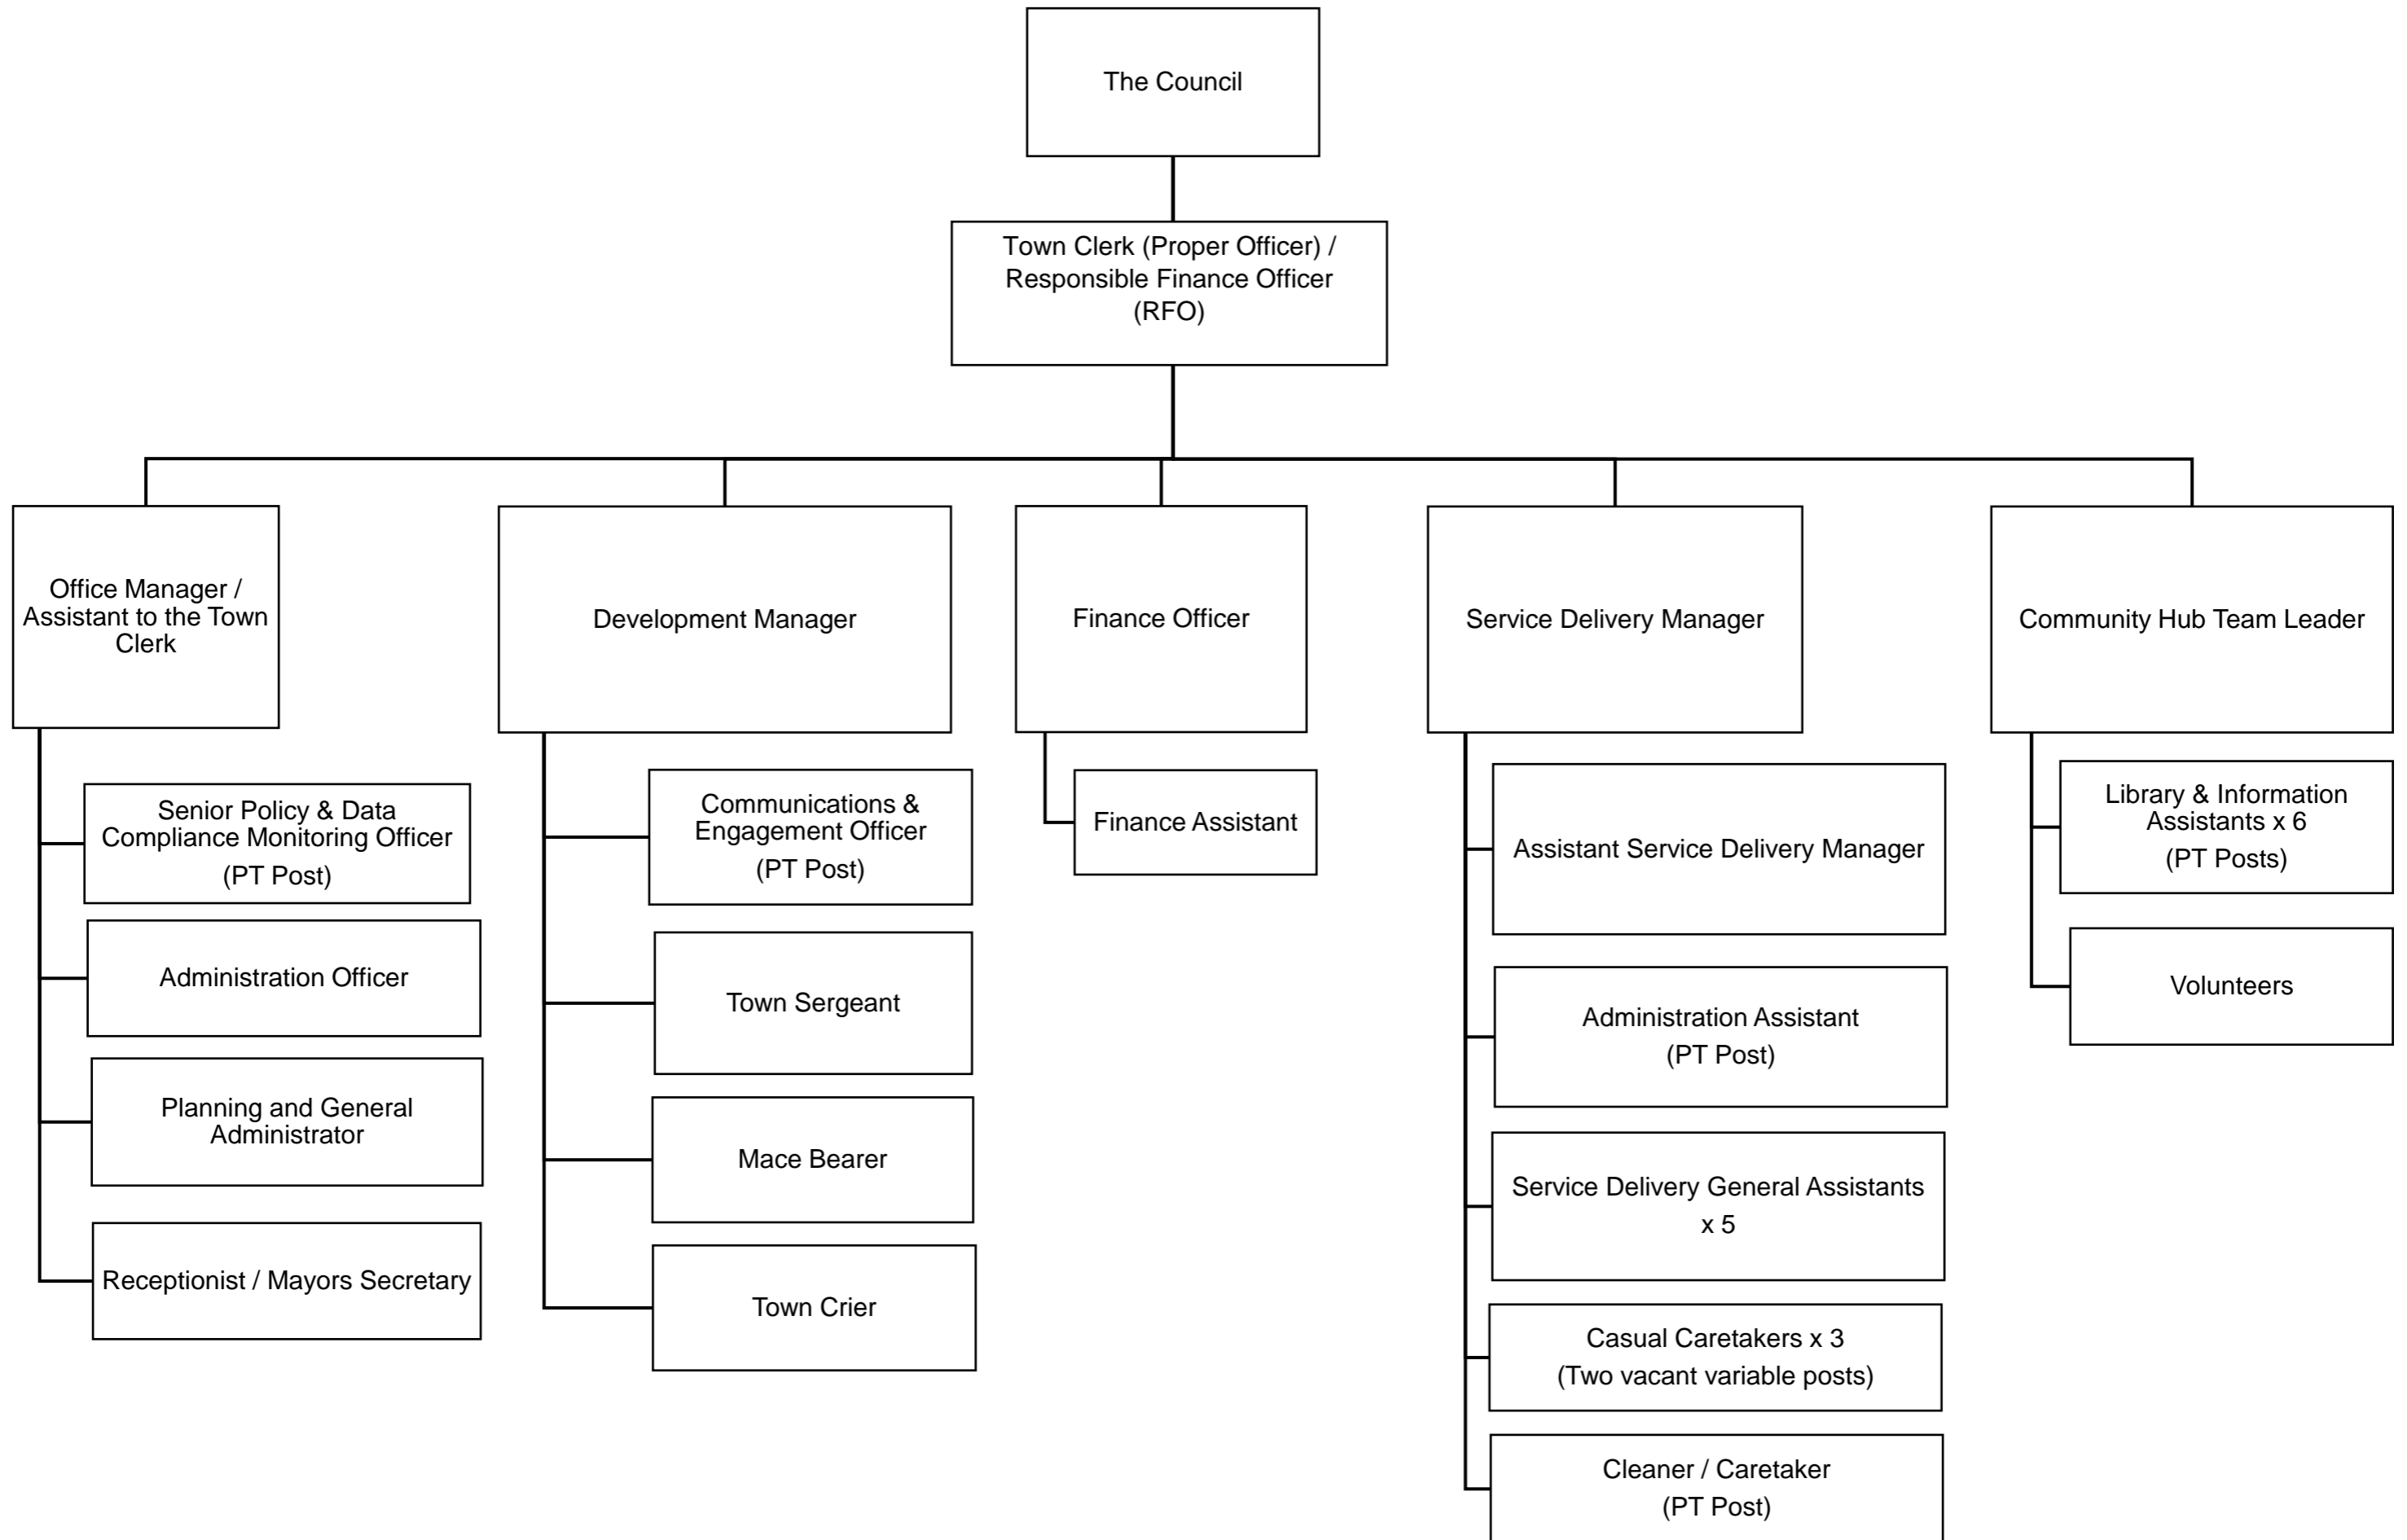 The Council
Town Clerk (Proper Officer) /
Responsible Finance Officer
(RFO)
Office Manager /
Assistant to the Town
Clerk
Development Manager
Finance Officer
Service Delivery Manager
Community Hub Team Leader
Senior Policy & Data
Compliance Monitoring Officer
(PT Post)
Administration Officer
Planning and General
Administrator
Receptionist / Mayors Secretary
Communications &
Engagement Officer
(PT Post)
Town Sergeant
Mace Bearer
Town Crier
Finance Assistant
Assistant Service Delivery Manager
Administration Assistant
(PT Post)
Service Delivery General Assistants
x 5
Casual Caretakers x 3
(Two vacant variable posts)
Cleaner / Caretaker
(PT Post)
Library & Information
Assistants x 6
(PT Posts)
Volunteers